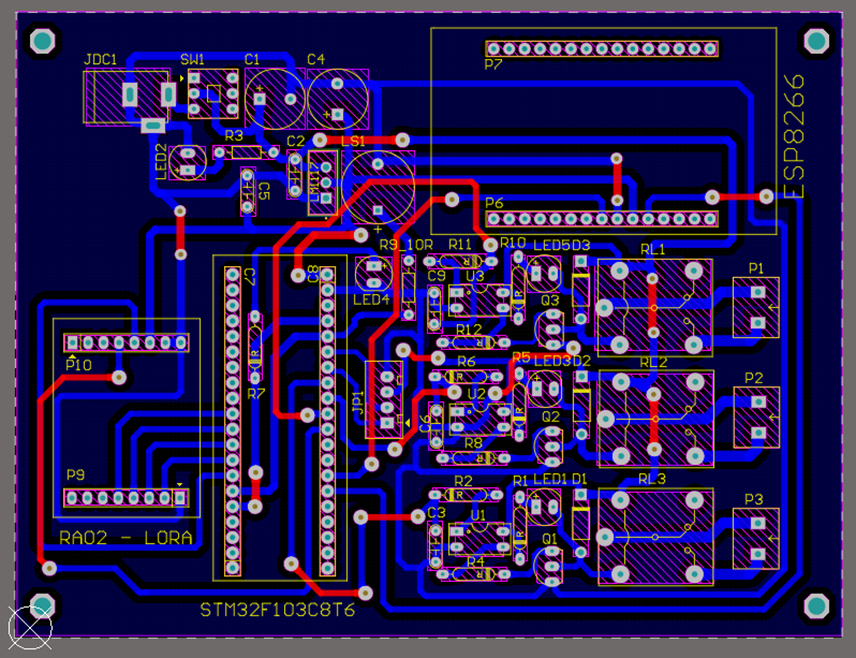 JDC1 SW1 C1 C4
P7
ESP8266
R3 C2 LS1
LED2
LM1117
C5
P6
R9_10R R11 R10 LED5 D3
RL1
C7 C8 C9 U3
LED4
P1
Q3
R12
P10
R7
JP1
R6 R5 LED3 D2
RL2
U2
C6
Q2
P2
R8
P9
R2 R1 LED1 D1
RL3
C3 U1
P3
Q1
R4
RA02 - LORA
STM32F103C8T6